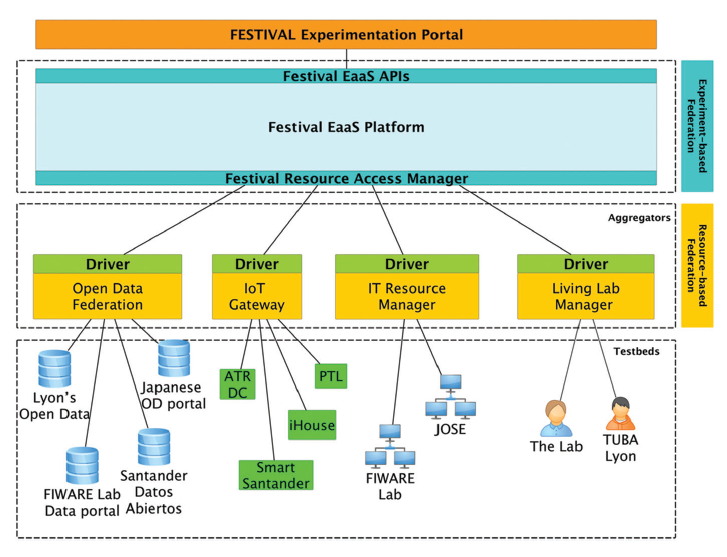 FESTIVAL Experimentation Portal
Festival EaaS APIs
Festival EaaS Platform
Festival Resource Access Manager
Experiment-based
Federation
Aggregators
Resource-based
Federation
Driver
Open Data
Federation
Driver
IoT
Gateway
Driver
IT Resource
Manager
Driver
Living Lab
Manager
Testbeds
Lyon's
Open Data
Japanese
OD portal
FIWARE Lab
Data portal
Santander
Datos
Abiertos
ATR
DC
PTL
iHouse
Smart
Santander
JOSE
FIWARE
Lab
The Lab
TUBA
Lyon